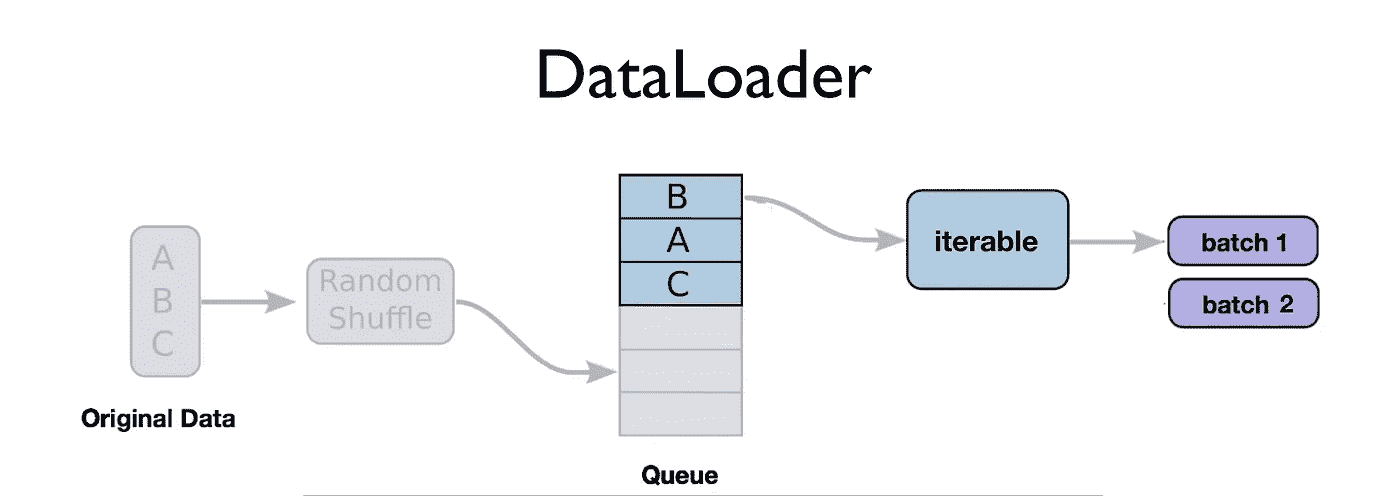 DataLoader
A
B
C
Original Data
Random
Shuffle
B
A
C
Queue
iterable
batch 1
batch 2